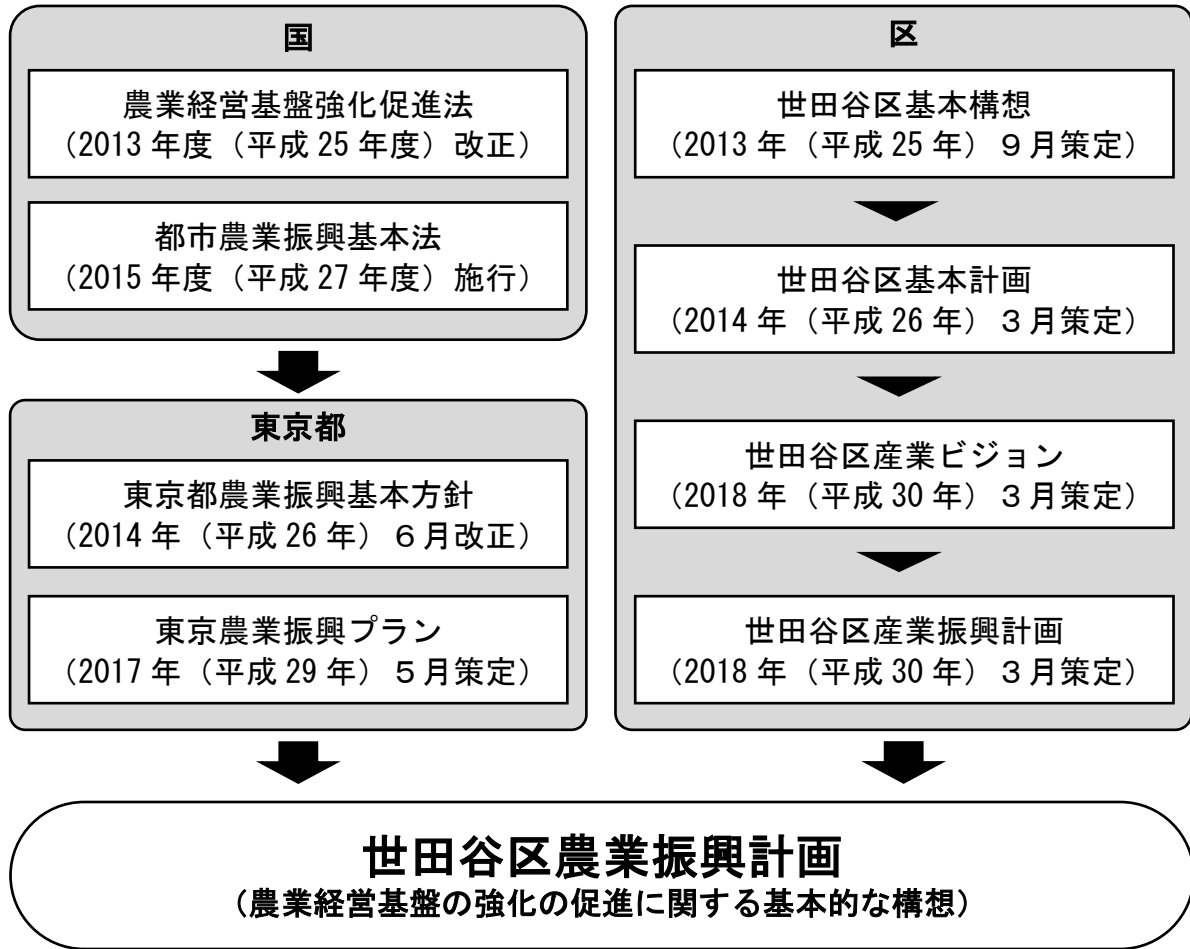 国
農業経営基盤強化促進法
（2013 年度（平成 25 年度）改正）
都市農業振興基本法
（2015 年度（平成 27 年度）施行）
東京都
東京都農業振興基本方針
（2014 年（平成 26 年）６月改正）
東京農業振興プラン
（2017 年（平成 29 年）５月策定）
区
世田谷区基本構想
（2013 年（平成 25 年）９月策定）
世田谷区基本計画
（2014 年（平成 26 年）３月策定）
世田谷区産業ビジョン
（2018 年（平成 30 年）３月策定）
世田谷区産業振興計画
（2018 年（平成 30 年）３月策定）
世田谷区農業振興計画
（農業経営基盤の強化の促進に関する基本的な構想）